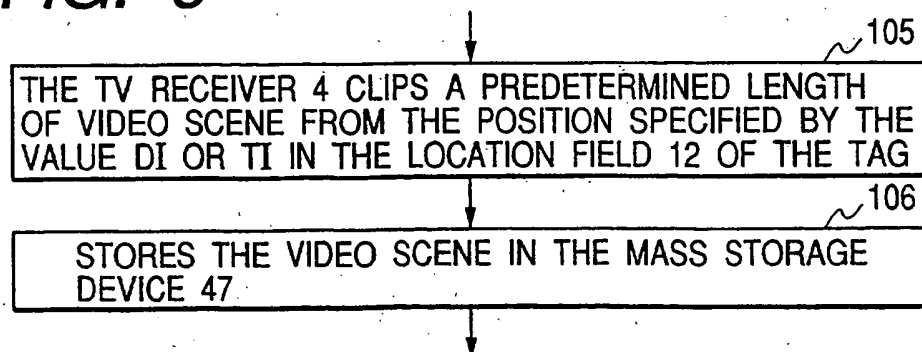 105
THE TV RECEIVER 4 CLIPS A PREDETERMINED LENGTH
OF VIDEO SCENE FROM THE POSITION SPECIFIED BY THE
VALUE DI OR TI IN THE LOCATION FIELD 12 OF THE TAG
106
STORES THE VIDEO SCENE IN THE MASS STORAGE
DEVICE 47